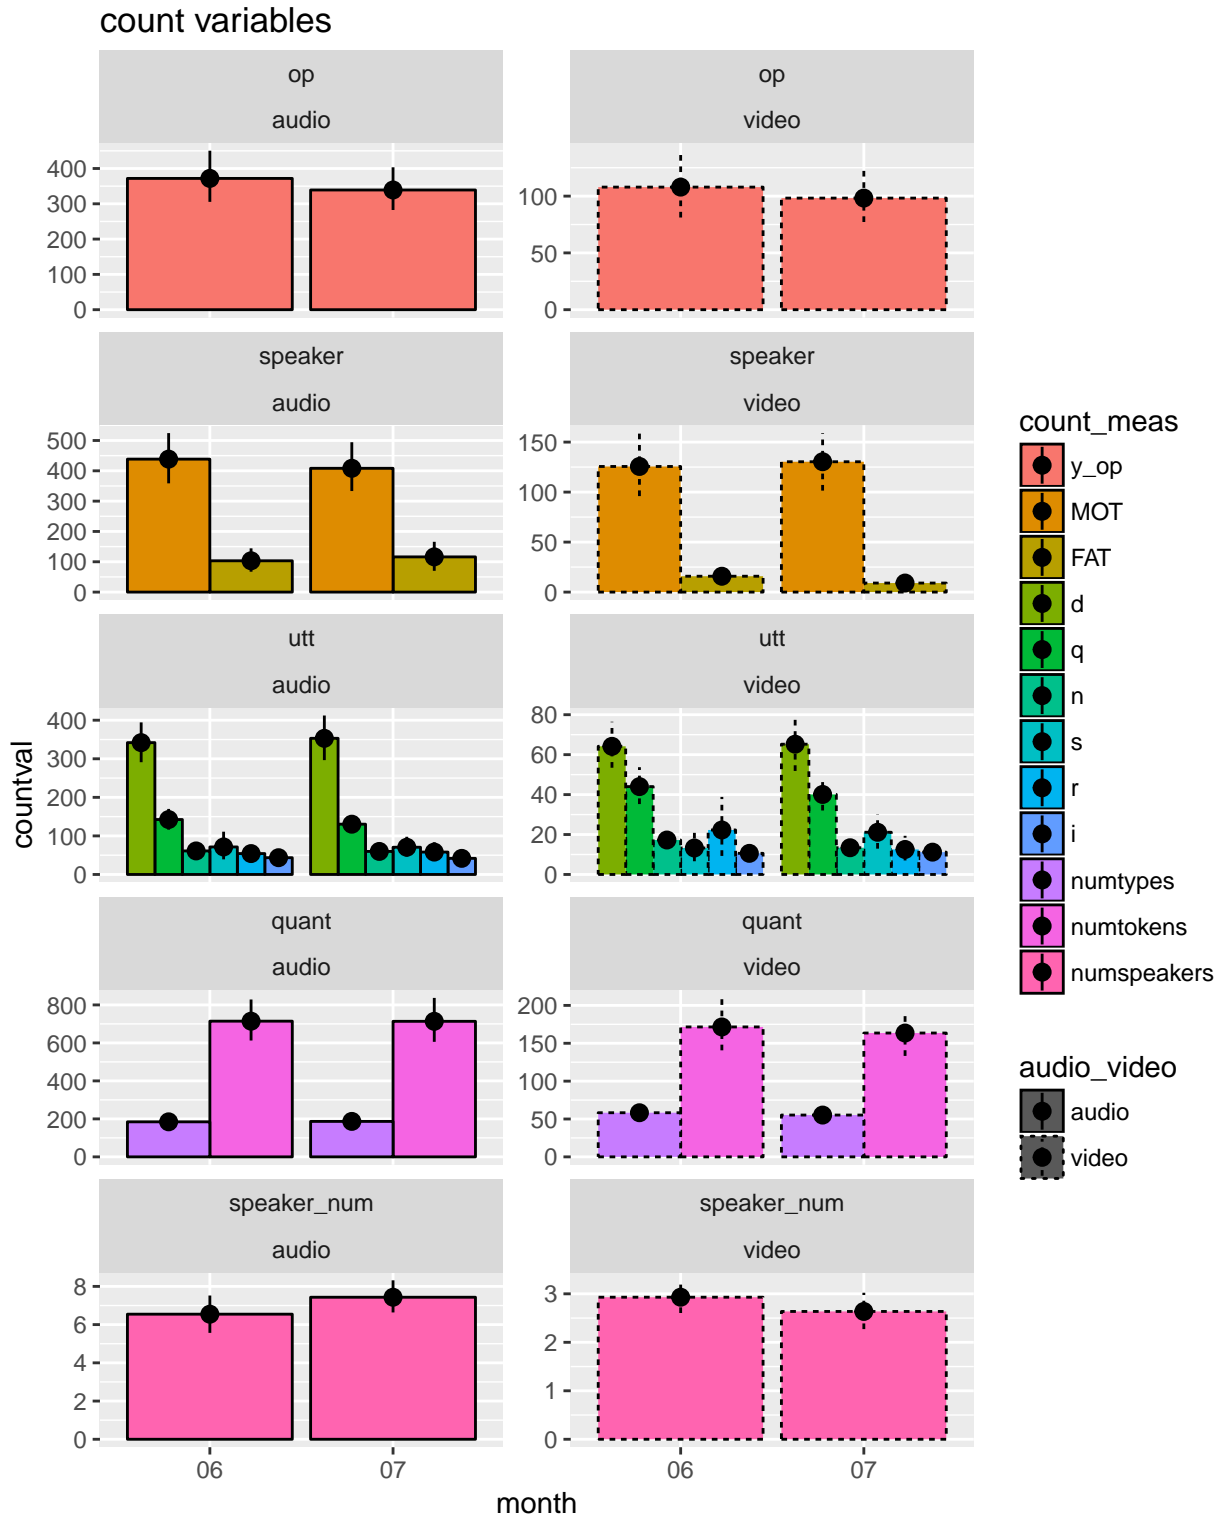 count variables
op
audio
op
video
400
300
200
100
0
100
50
0
speaker
audio
speaker
video
500
400
300
200
100
0
150
100
50
0
utt
audio
utt
video
400
300
200
100
0
80
60
40
20
0
quant
audio
quant
video
800
600
400
200
0
200
150
100
50
0
speaker_num
audio
speaker_num
video
8
6
4
2
0
3
2
1
0
06
07
06
07
month
countval
count_meas
y_op
MOT
FAT
d
q
n
s
r
i
numtypes
numtokens
numspeakers
audio_video
audio
video